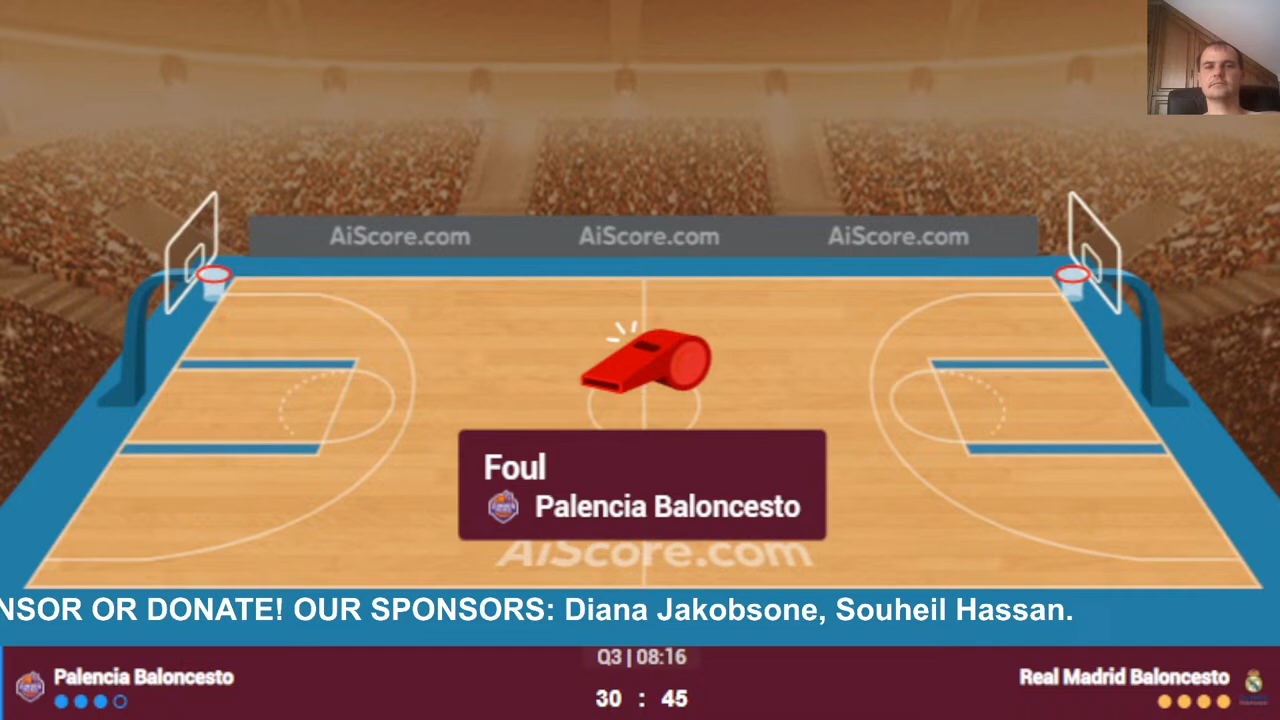 AiScore.com AiScore.com AiScore.com
Foul
Palencia Baloncesto
AiScore.com
NSOR OR DONATE! OUR SPONSORS: Diana Jakobsone, Souheil Hassan.
Q3 | 08:16
Palencia Baloncesto
Real Madrid Baloncesto
30 : 45